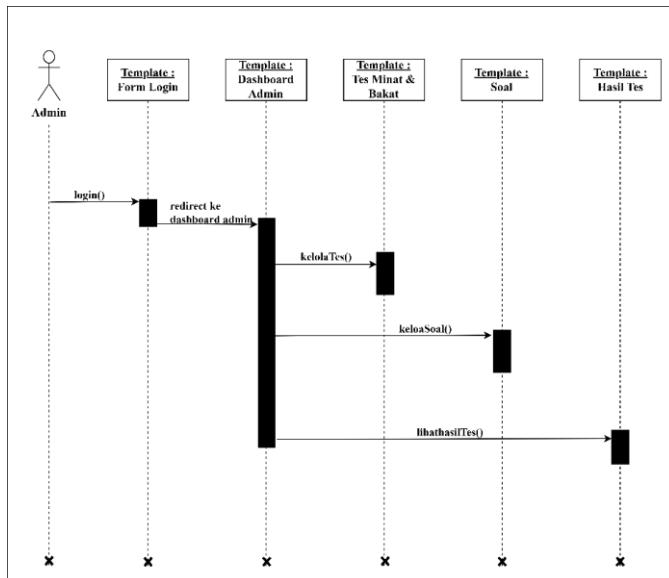 Template :
Form Login
Template :
Dashboard
Admin
Template :
Tes Minat &
Bakat
Template :
Soal
Template :
Hasil Tes
Admin
login()
redirect ke
dashboard admin
kelolaTes()
keloaSoal()
lihathasilTes()